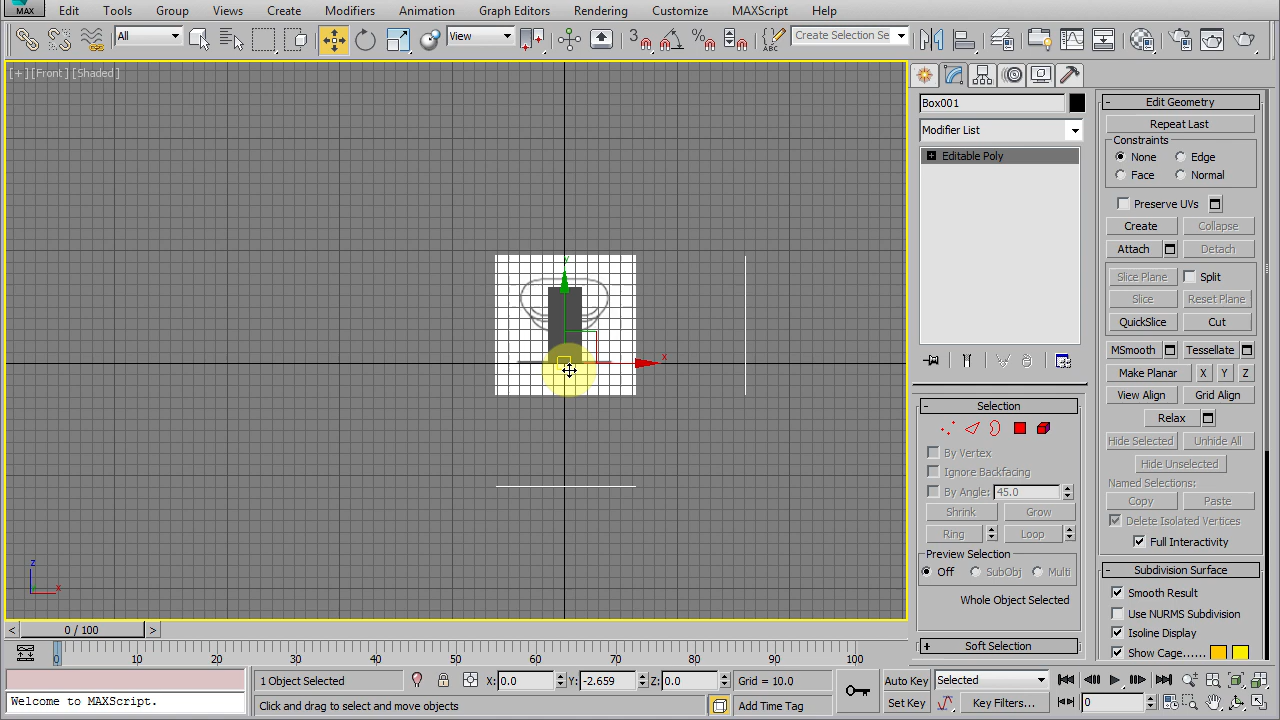 MAX Edit Tools Group Views Create Modifiers Animation Graph Editors Rendering Customize MAXScript Help
All View 3 Create Selection Se
[+][Front][Shaded]
Box001
Modifier List
Editable Poly
Edit Geometry
Repeat Last
Constraints
None Edge
Face Normal
Preserve UVs
Create Collapse
Attach Detach
Slice Plane Split
Slice Reset Plane
QuickSlice Cut
MSmooth Tessellate
Make Planar X Y Z
View Align Grid Align
Relax
Hide Selected Unhide All
Hide Unselected
Named Selections:
Copy Paste
Delete Isolated Vertices
Full Interactivity
Selection
By Vertex
Ignore Backfacing
By Angle: 45.0
Shrink Grow
Ring Loop
Preview Selection
Off SubObj Multi
Whole Object Selected
Soft Selection
Subdivision Surface
Smooth Result
Use NURMS Subdivision
Isoline Display
Show Cage......
y
x
z
x
< 0 / 100 >
0 10 20 30 40 50 60 70 80 90 100
1 Object Selected X: 0.0 Y: -2.659 Z: 0.0 Grid = 10.0 Auto Key Selected
Welcome to MAXScript. Click and drag to select and move objects Add Time Tag Set Key Key Filters... 0